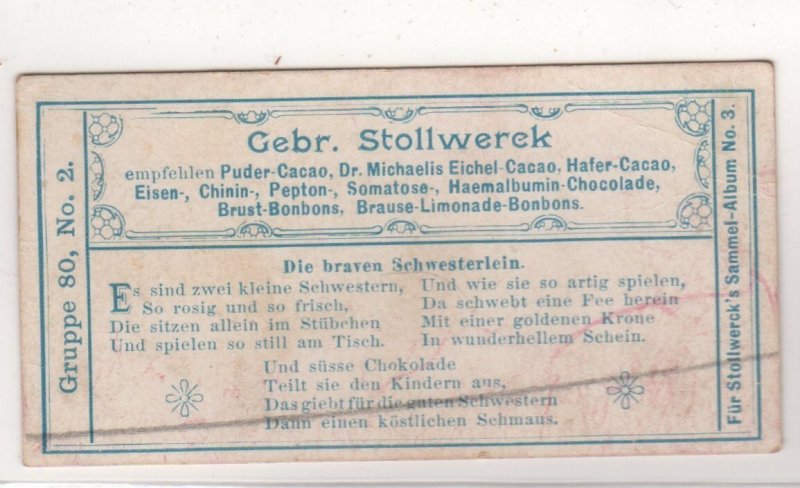 Gruppe 80, No. 2.
Gebr. Stollwerck
empfehlen Puder-Cacao, Dr. Michaelis Eichel-Cacao, Hafer-Cacao,
Eisen-, Chinin-, Pepton-, Somatose-, Haemalbumin-Chocolade,
Brust-Bonbons, Brause-Limonade-Bonbons.
Die braven Schwesterlein.
Es sind zwei kleine Schwestern,
So rosig und so frisch,
Die sitzen allein im Stübchen
Und spielen so still am Tisch.
Und wie sie so artig spielen,
Da schwebt eine Fee herein
Mit einer goldenen Krone
In wunderhellem Schein.
Und süsse Chokolade
Teilt sie den Kindern aus,
Das giebt für die guten Schwestern
Dann einen köstlichen Schmaus.
Für Stollwerck's Sammel-Album No. 3.